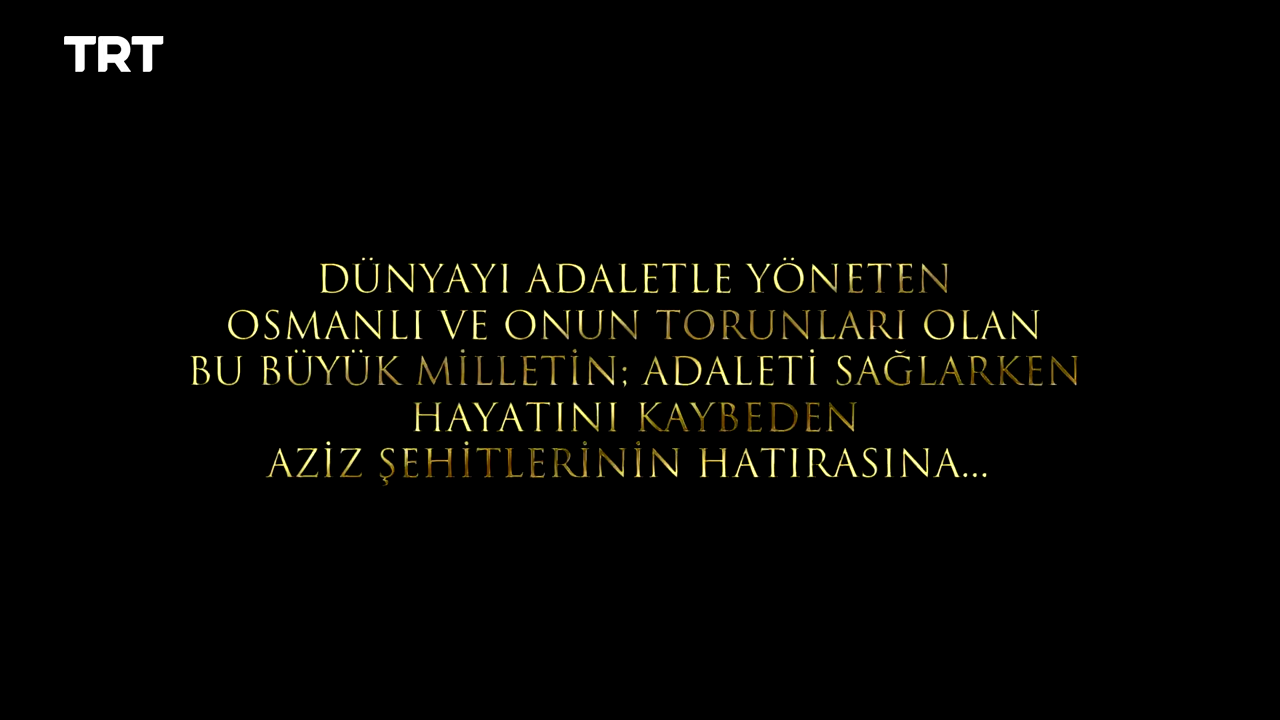 TRT
DÜNYAYI ADALETLE YÖNETEN
OSMANLI VE ONUN TORUNLARI OLAN
BU BÜYÜK MİLLETİN; ADALETİ SAĞLARKEN
HAYATINI KAYBEDEN
AZİZ ŞEHİTLERİNİN HATIRASINA...